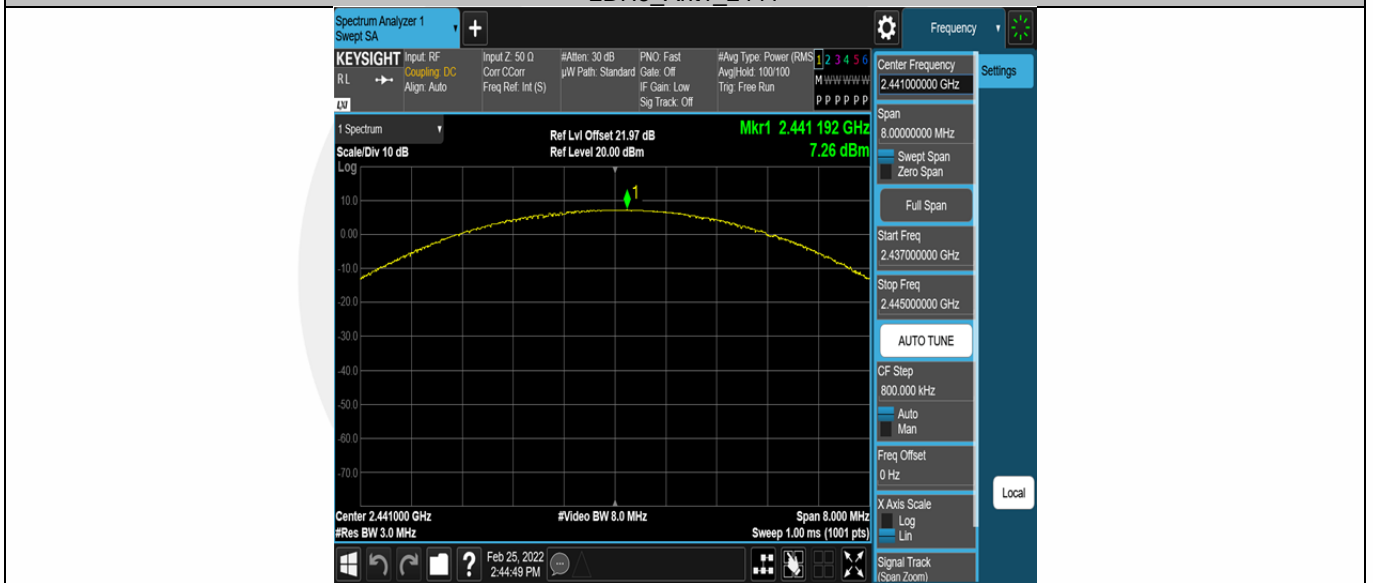 Spectrum Analyzer 1
Swept SA
+
Frequency
KEYSIGHT Input: RF
Coupling: DC
Align: Auto
RL
LXI
Input Z: 50 Ω
Corr CCorr
Freq Ref: Int (S)
#Atten: 30 dB
µW Path: Standard
PNO: Fast
Gate: Off
IF Gain: Low
Sig Track: Off
#Avg Type: Power (RMS
Avg|Hold: 100/100
Trig: Free Run
1 2 3 4 5 6
M W W W W W
P P P P P P
Center Frequency
2.441000000 GHz
Settings
Span
8.00000000 MHz
Swept Span
Zero Span
Full Span
Start Freq
2.437000000 GHz
Stop Freq
2.445000000 GHz
AUTO TUNE
CF Step
800.000 kHz
Auto
Man
Freq Offset
0 Hz
X Axis Scale
Log
Lin
Local
Signal Track
(Span Zoom)
1 Spectrum
Scale/Div 10 dB
Log
Ref Lvl Offset 21.97 dB
Ref Level 20.00 dBm
Mkr1 2.441 192 GHz
7.26 dBm
1
10.0
0.00
-10.0
-20.0
-30.0
-40.0
-50.0
-60.0
-70.0
Center 2.441000 GHz
#Res BW 3.0 MHz
#Video BW 8.0 MHz
Span 8.000 MHz
Sweep 1.00 ms (1001 pts)
?
Feb 25, 2022
2:44:49 PM